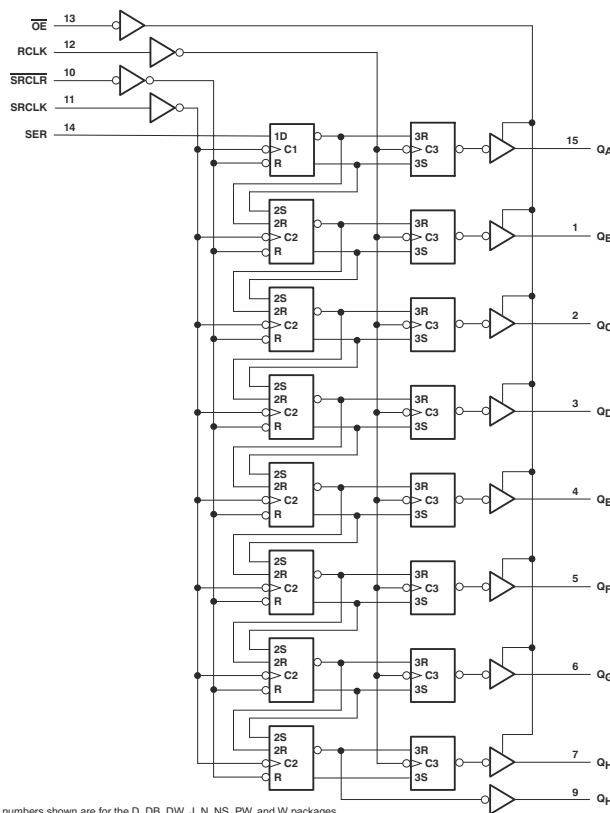 OE 13
RCLK 12
SRCLR 10
SRCLK 11
SER 14
1D 3R
C1 C3 15 QA
R 3S
2S
2R 3R
C2 C3 1 QB
R 3S
2S
2R 3R
C2 C3 2 QC
R 3S
2S
2R 3R
C2 C3 3 QD
R 3S
2S
2R 3R
C2 C3 4 QE
R 3S
2S
2R 3R
C2 C3 5 QF
R 3S
2S
2R 3R
C2 C3 6 QG
R 3S
2S
2R 3R
C2 C3 7 QH
R 3S
9 QH
numbers shown are for the D, DB, DW, J, N, NS, PW, and W packages